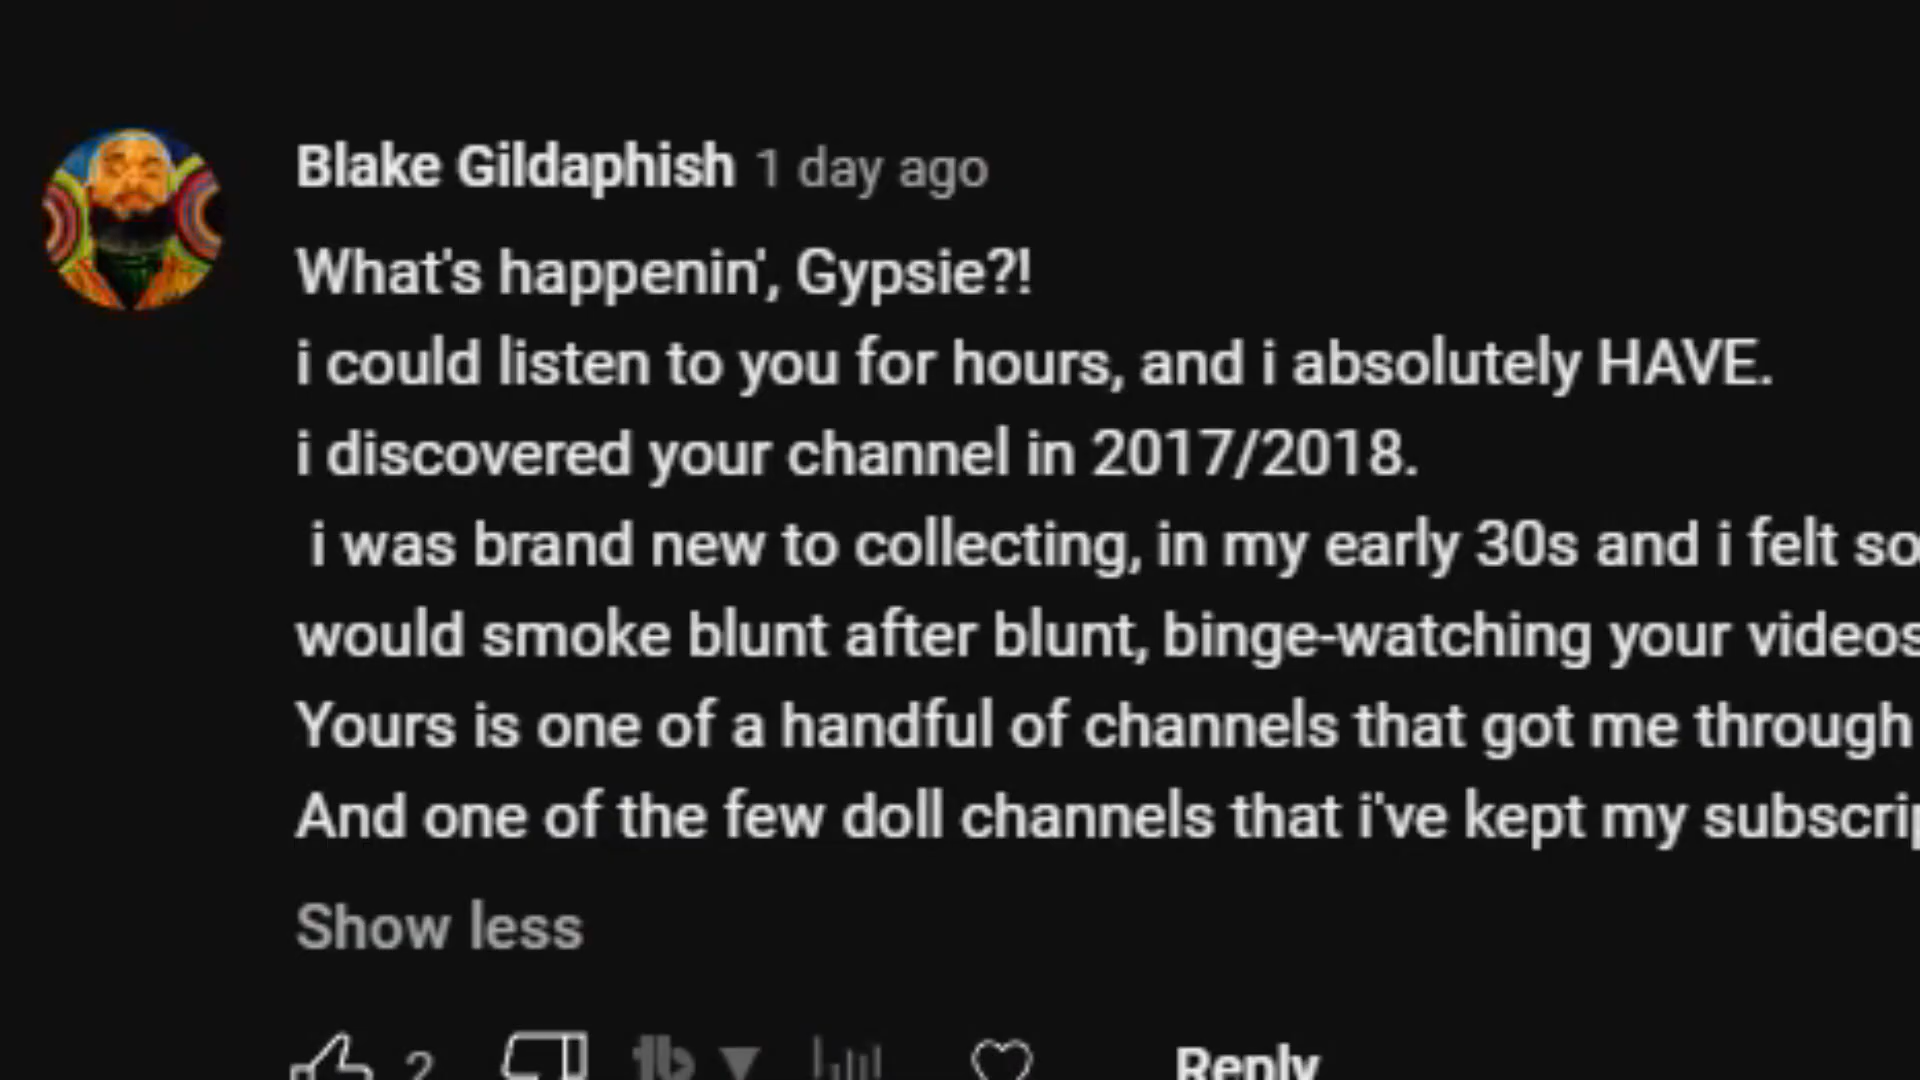 Blake Gildaphish 1 day ago
What's happenin', Gypsie?!
i could listen to you for hours, and i absolutely HAVE.
i discovered your channel in 2017/2018.
i was brand new to collecting, in my early 30s and i felt so
would smoke blunt after blunt, binge-watching your videos
Yours is one of a handful of channels that got me through
And one of the few doll channels that i've kept my subscrip
Show less
2 Reply